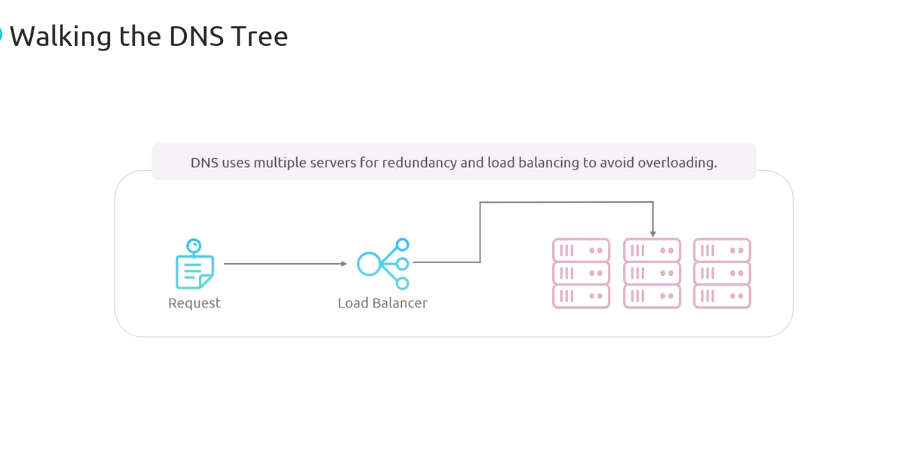 Walking the DNS Tree
DNS uses multiple servers for redundancy and load balancing to avoid overloading.
Request
Load Balancer